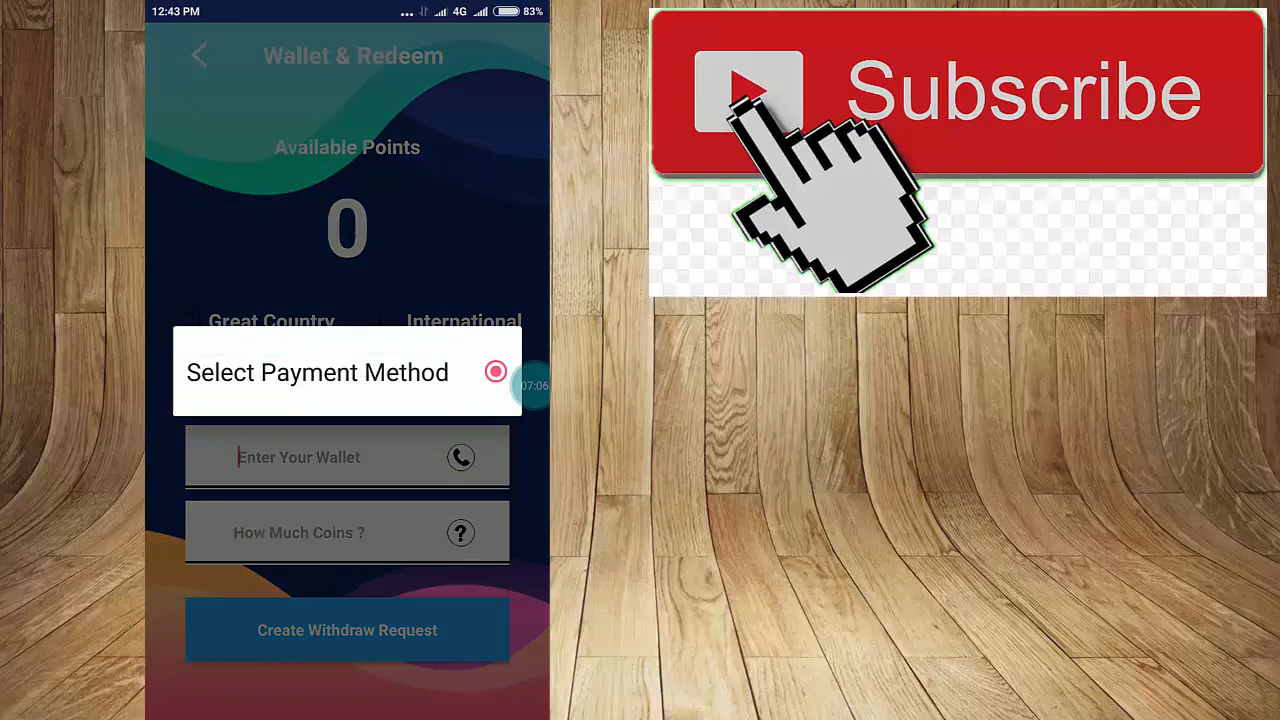 12:43 PM
4G
83%
Wallet & Redeem
Available Points
0
Great Country
International
Select Payment Method
07:06
Enter Your Wallet
How Much Coins ?
?
Create Withdraw Request
Subscribe